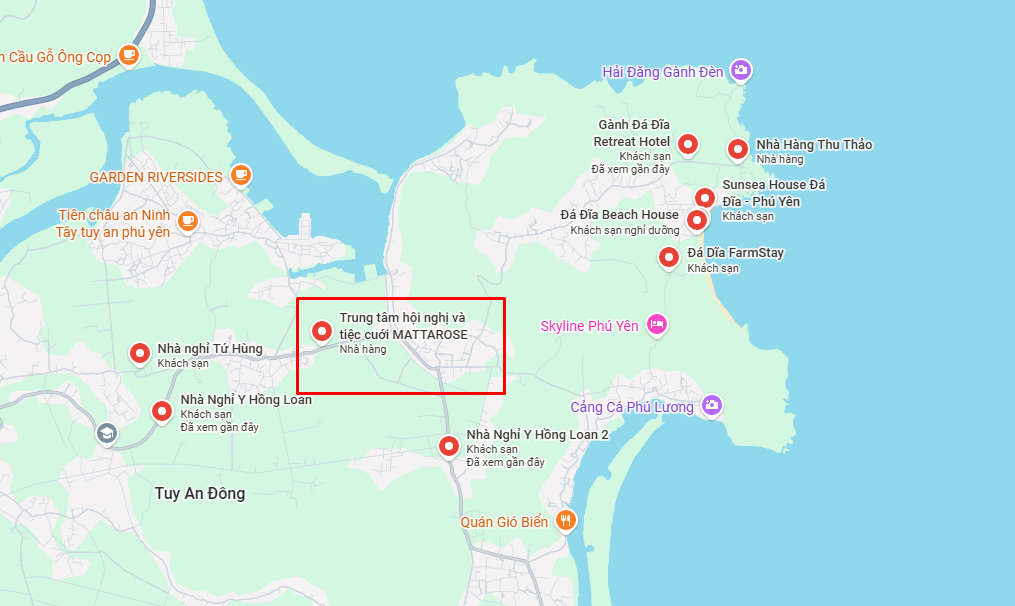 n Cầu Gỗ Ông Cọp
Hải Đăng Gành Đèn
Gành Đá Đĩa
Retreat Hotel
Khách sạn
Đã xem gần đây
Nhà Hàng Thu Thảo
Nhà hàng
GARDEN RIVERSIDES
Sunsea House Đá
Đĩa - Phú Yên
Khách sạn
Tiên châu an Ninh
Tây tuy an phú yên
Đá Đĩa Beach House
Khách sạn nghỉ dưỡng
Đá Dĩa FarmStay
Khách sạn
Trung tâm hội nghị và
tiệc cưới MATTAROSE
Nhà hàng
Skyline Phú Yên
Nhà nghỉ Tứ Hùng
Khách sạn
Nhà Nghỉ Y Hồng Loan
Khách sạn
Đã xem gần đây
Cảng Cá Phú Lương
Nhà Nghỉ Y Hồng Loan 2
Khách sạn
Đã xem gần đây
Tuy An Đông
Quán Gió Biển